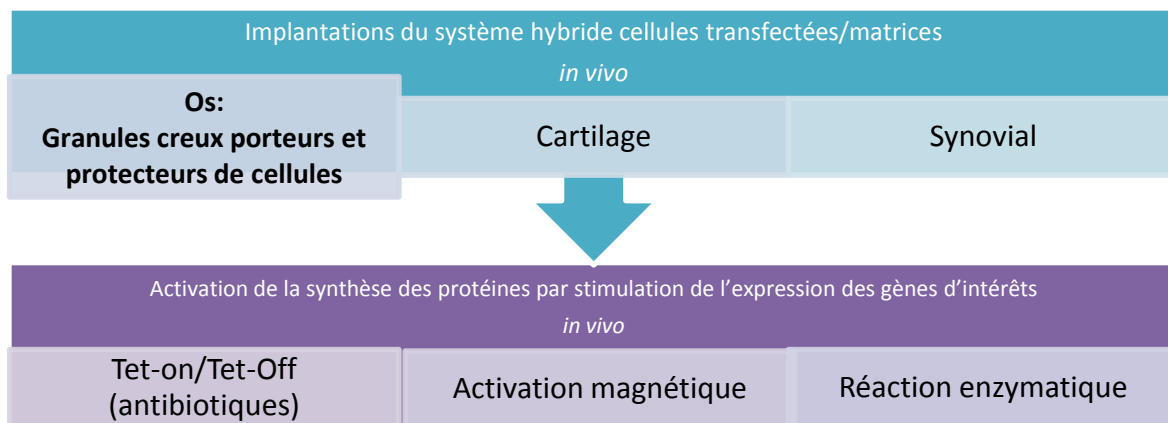 Implantations du système hybride cellules transfectées/matrices
in vivo
Os:
Granules creux porteurs et
protecteurs de cellules
Cartilage
Synovial
Activation de la synthèse des protéines par stimulation de l'expression des gènes d'intérêts
in vivo
Tet-on/Tet-Off
(antibiotiques)
Activation magnétique
Réaction enzymatique